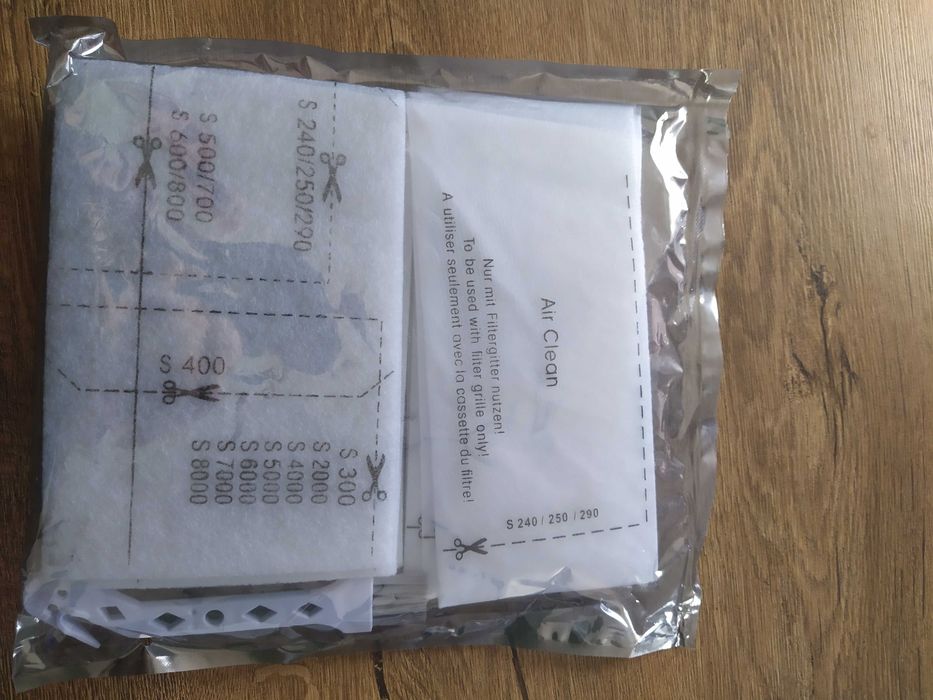 S 240/250/290
S 500/700
S 600/800
S 400
S 300
S 2000
S 4000
S 5000
S 6000
S 7000
S 8000
Air Clean
Nur mit Filtergitter nutzen!
To be used with filter grille only!
A utiliser seulement avec la cassette du filtre!
S 240 / 250 / 290